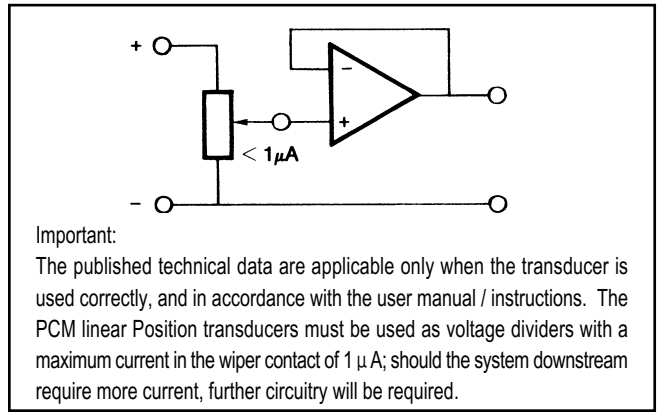 +
−
+
< 1μA
−
Important:
The published technical data are applicable only when the transducer is
used correctly, and in accordance with the user manual / instructions. The
PCM linear Position transducers must be used as voltage dividers with a
maximum current in the wiper contact of 1 μ A; should the system downstream
require more current, further circuitry will be required.